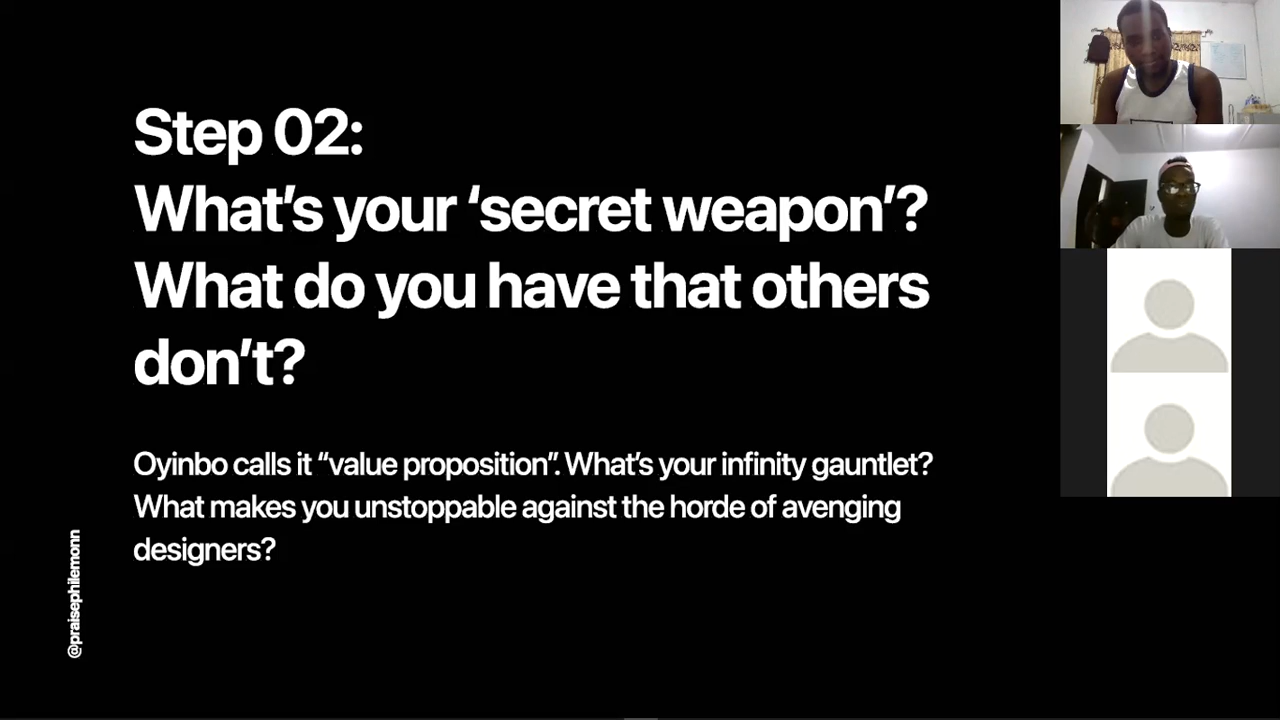 Step 02:
What's your ‘secret weapon’?
What do you have that others
don't?
Oyinbo calls it “value proposition”. What's your infinity gauntlet?
What makes you unstoppable against the horde of avenging
designers?
@praisephilemonn